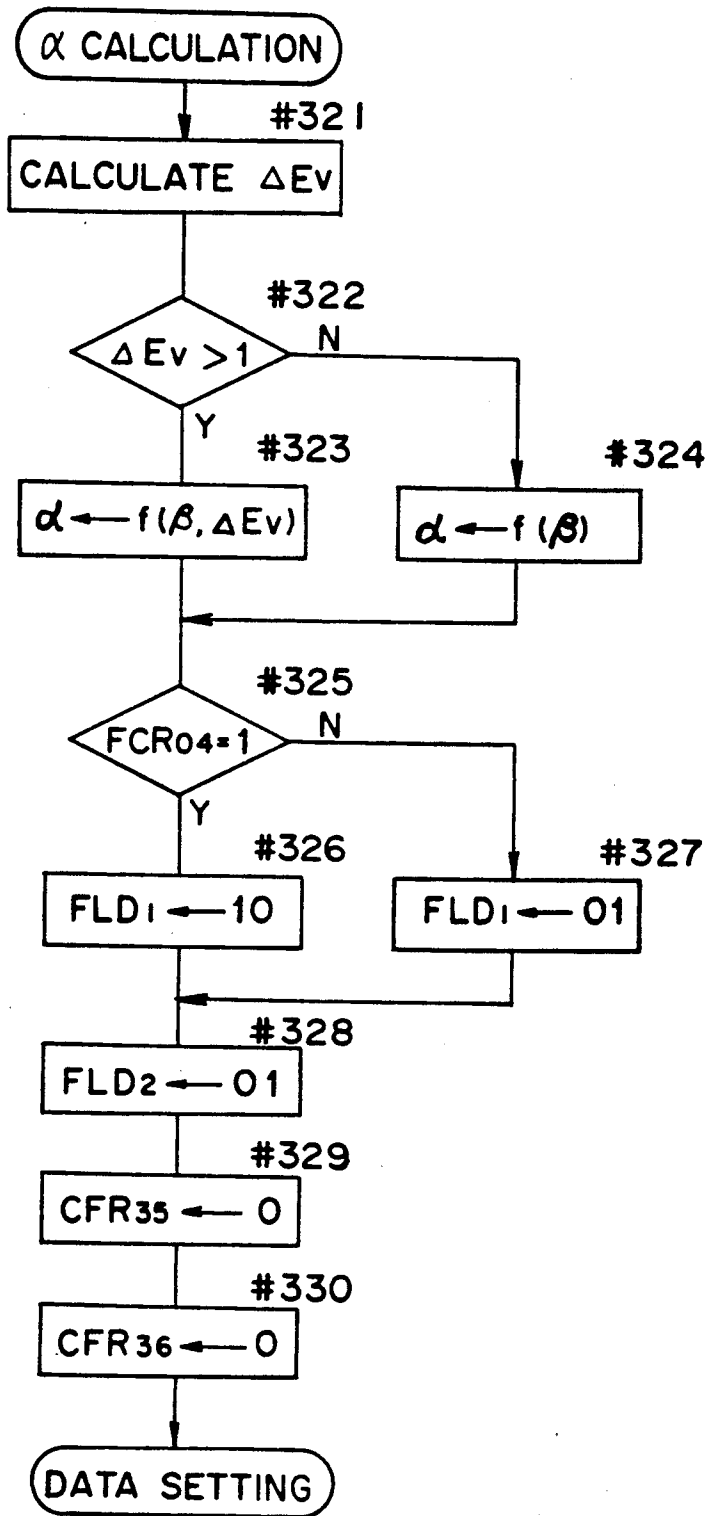 α CALCULATION
#321
CALCULATE ΔEv
#322
ΔEv > 1
N
Y
#323
α ← f(β, ΔEv)
#324
α ← f(β)
#325
FCR04=1
N
Y
#326
FLD1 ← 10
#327
FLD1 ← 01
#328
FLD2 ← 01
#329
CFR35 ← 0
#330
CFR36 ← 0
DATA SETTING